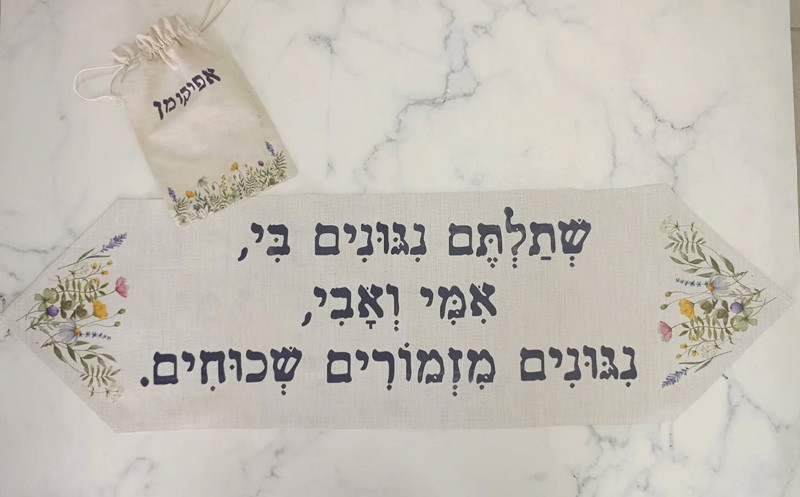 אפיקומן
שְׁתַלְתֶּם נִגּוּנִים בִּי,
אִמִּי וְאָבִי,
נִגּוּנִים מִזְמוֹרִים שְׁכוּחִים.